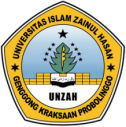 UNIVERSITAS ISLAM ZAINUL HASAN
UNZAH
GENGGONG KRAKSAAN PROBOLINGGO